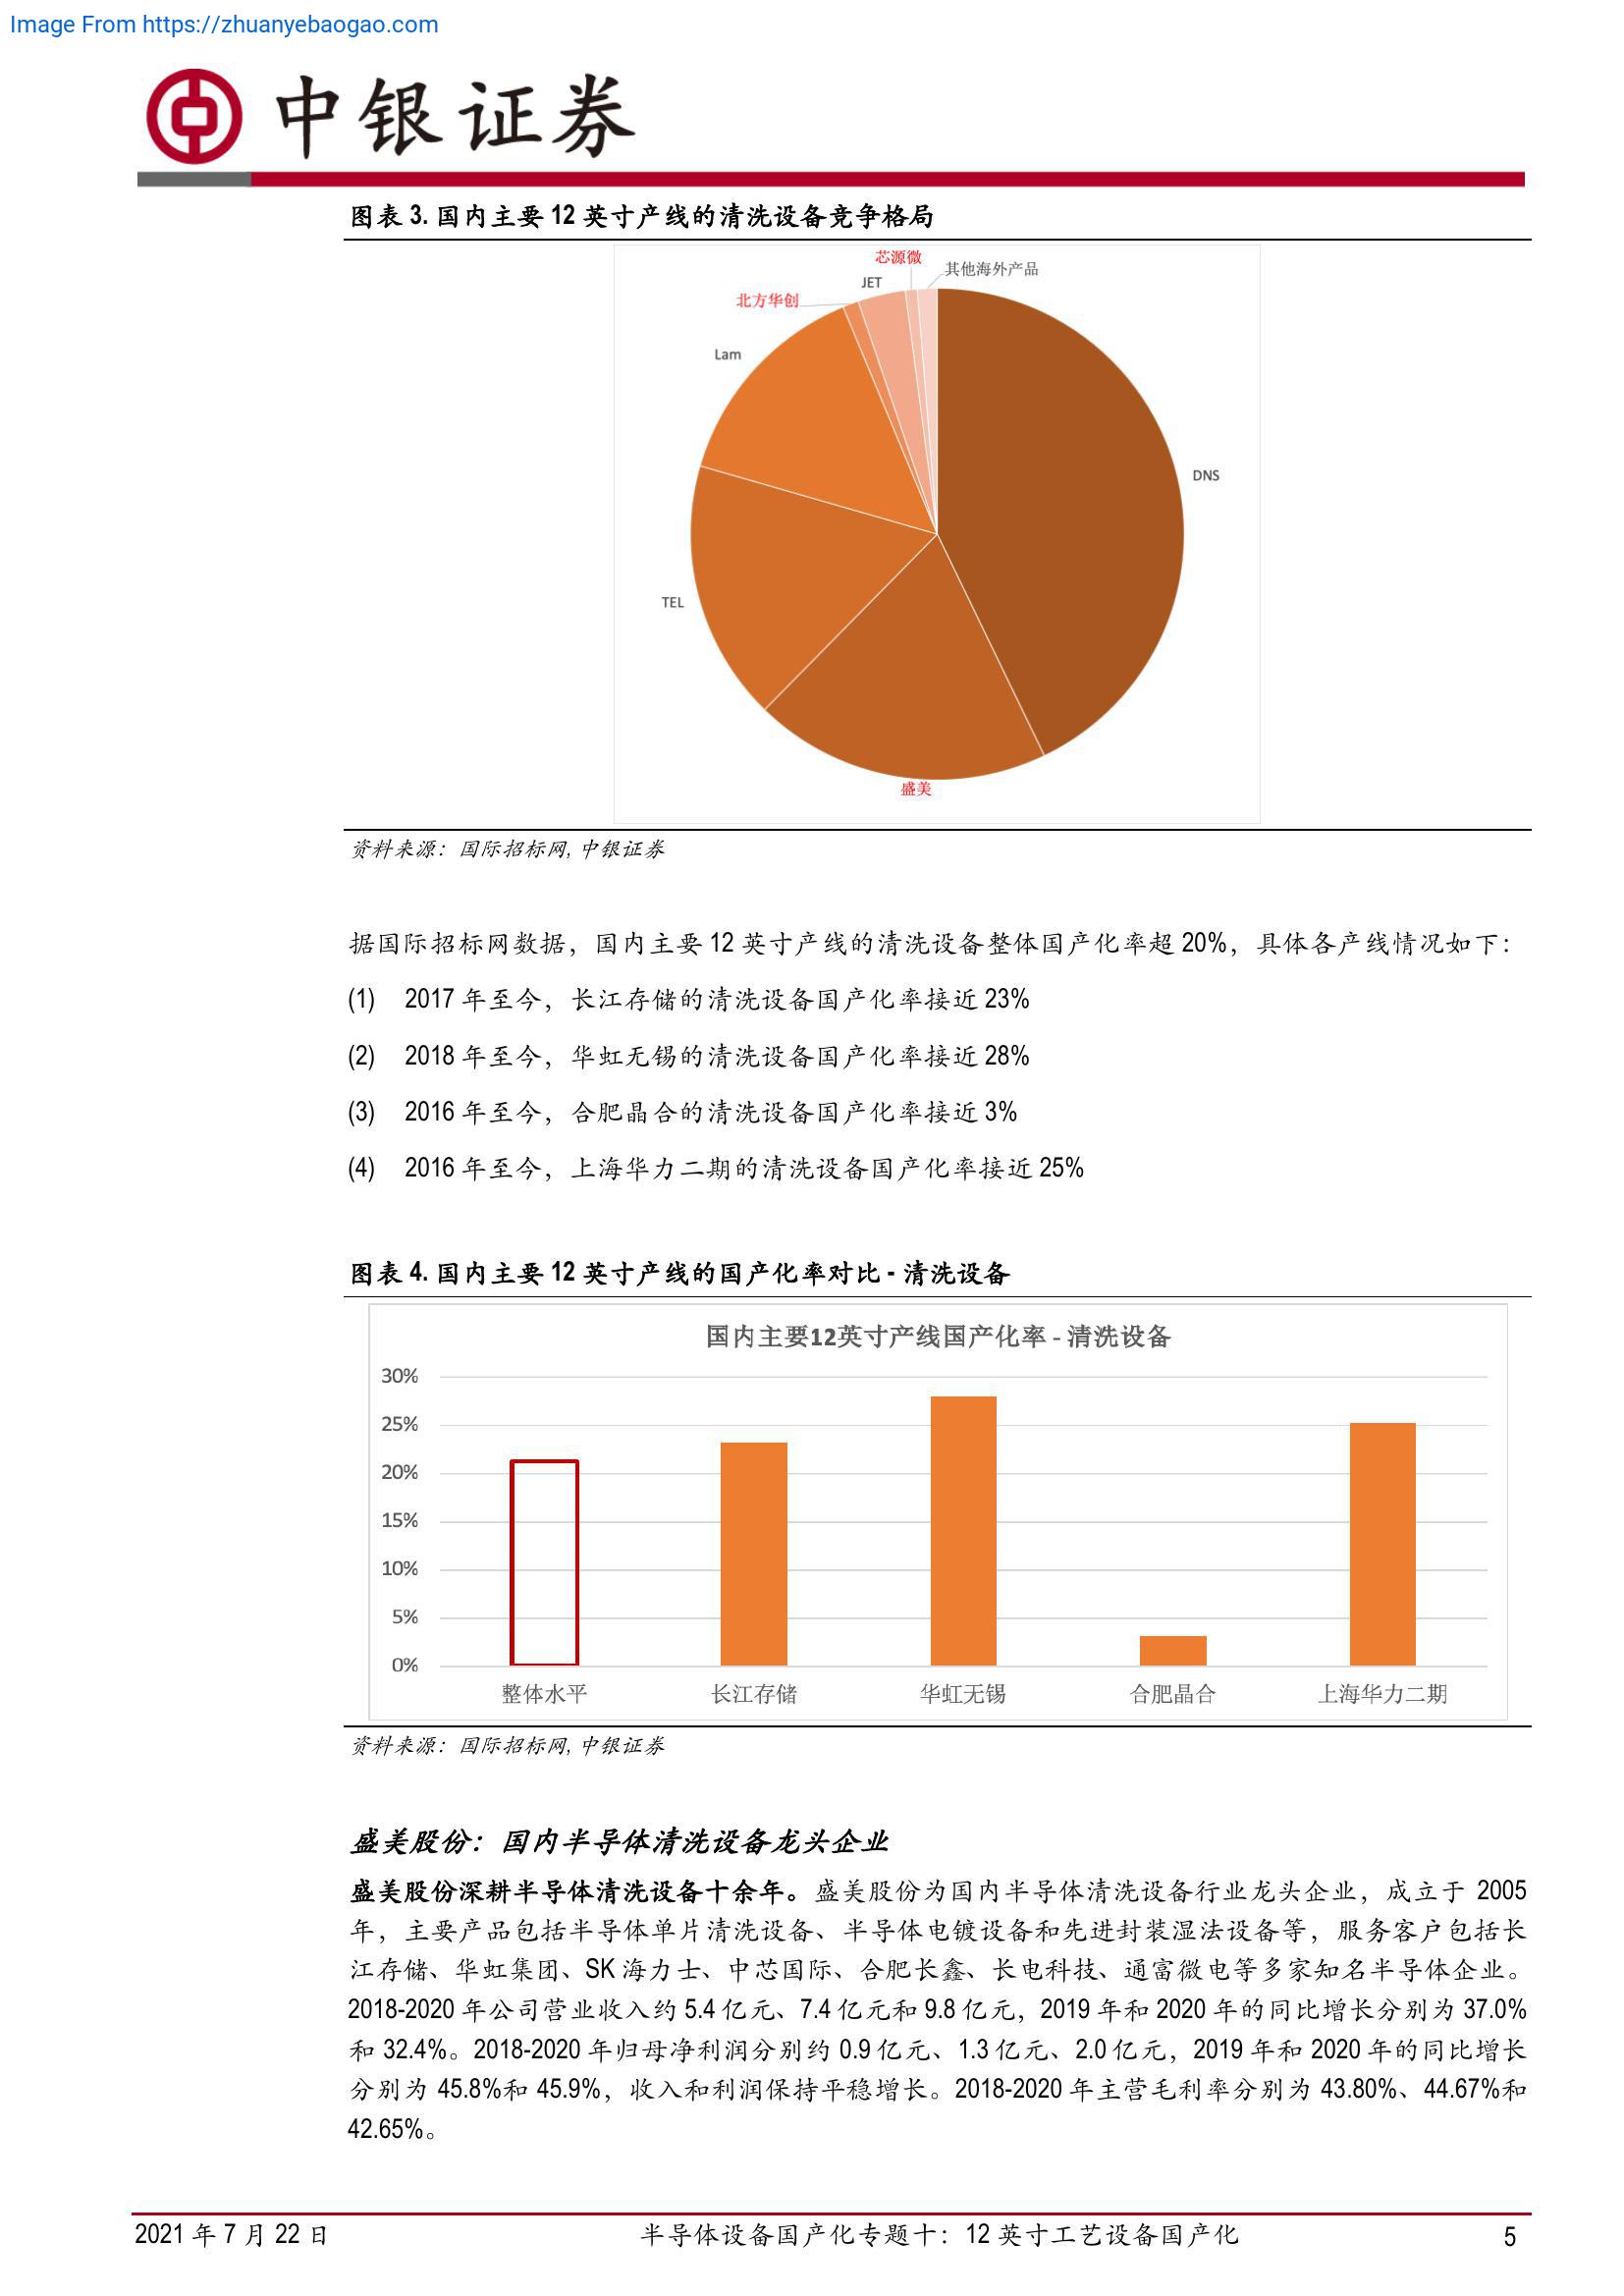 Image From https://zhuanyebaogao.com
中银证券
图表 3. 国内主要 12 英寸产线的清洗设备竞争格局
芯源微
其他海外产品
JET
北方华创
Lam
DNS
TEL
盛美
资料来源：国际招标网, 中银证券
据国际招标网数据，国内主要 12 英寸产线的清洗设备整体国产化率超 20%，具体各产线情况如下：
(1) 2017 年至今，长江存储的清洗设备国产化率接近 23%
(2) 2018 年至今，华虹无锡的清洗设备国产化率接近 28%
(3) 2016 年至今，合肥晶合的清洗设备国产化率接近 3%
(4) 2016 年至今，上海华力二期的清洗设备国产化率接近 25%
图表 4. 国内主要 12 英寸产线的国产化率对比 - 清洗设备
国内主要12英寸产线国产化率 - 清洗设备
30%
25%
20%
15%
10%
5%
0%
整体水平 长江存储 华虹无锡 合肥晶合 上海华力二期
资料来源：国际招标网, 中银证券
盛美股份：国内半导体清洗设备龙头企业
盛美股份深耕半导体清洗设备十余年。盛美股份为国内半导体清洗设备行业龙头企业，成立于 2005
年，主要产品包括半导体单片清洗设备、半导体电镀设备和先进封装湿法设备等，服务客户包括长
江存储、华虹集团、SK 海力士、中芯国际、合肥长鑫、长电科技、通富微电等多家知名半导体企业。
2018-2020 年公司营业收入约 5.4 亿元、7.4 亿元和 9.8 亿元，2019 年和 2020 年的同比增长分别为 37.0%
和 32.4%。2018-2020 年归母净利润分别约 0.9 亿元、1.3 亿元、2.0 亿元，2019 年和 2020 年的同比增长
分别为 45.8%和 45.9%，收入和利润保持平稳增长。2018-2020 年主营毛利率分别为 43.80%、44.67%和
42.65%。
2021 年 7 月 22 日 半导体设备国产化专题十：12 英寸工艺设备国产化 5